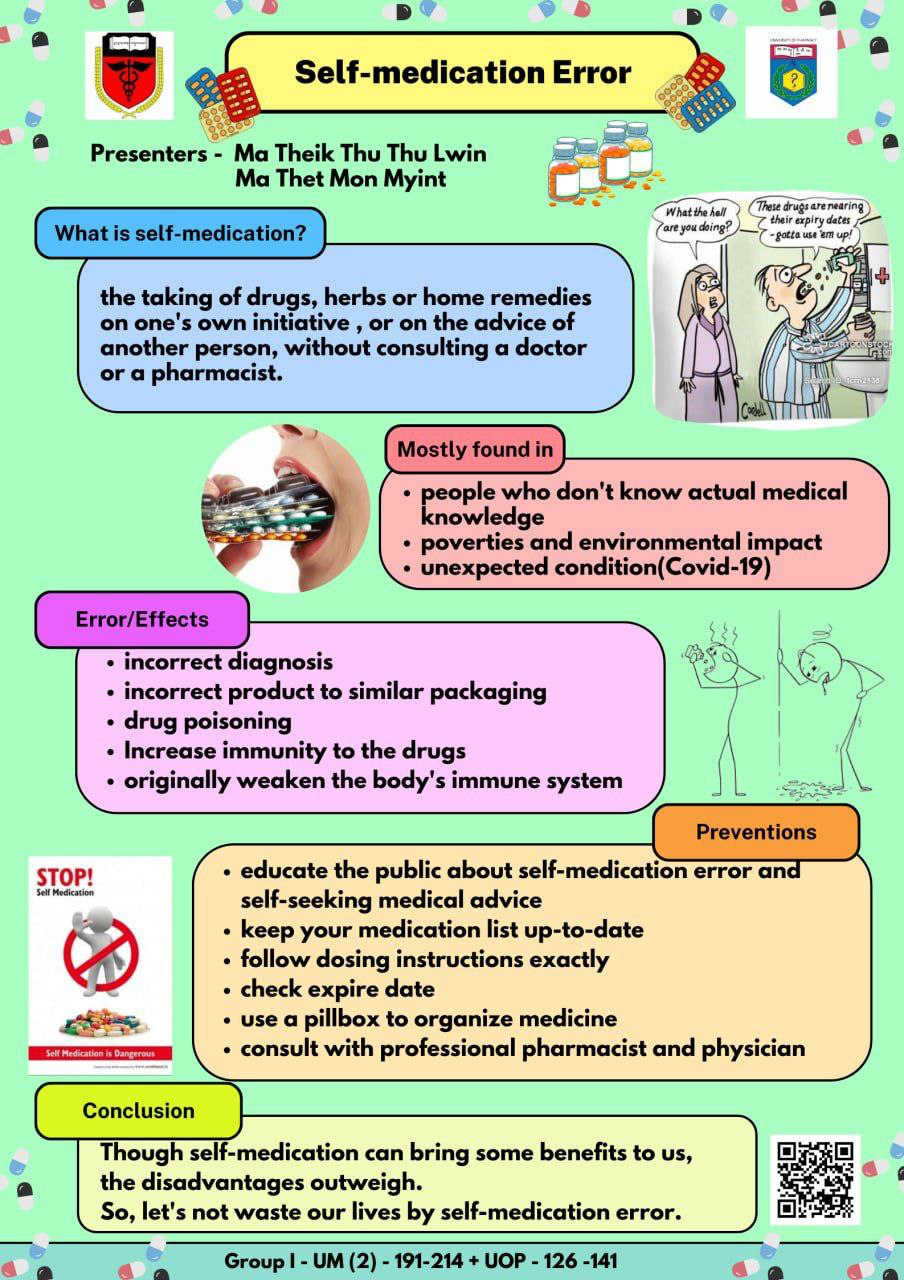 UNIVERSITY OF PHARMACY
Self-medication Error
Presenters - Ma Theik Thu Thu Lwin
Ma Thet Mon Myint
What is self-medication?
the taking of drugs, herbs or home remedies
on one's own initiative , or on the advice of
another person, without consulting a doctor
or a pharmacist.
What the hell
are you doing?
These drugs are nearing
their expiry dates
-gotta use 'em up!
CARTOONSTOCK
.com
Search ID: tcrn2138
Cordell
Mostly found in
• people who don't know actual medical
knowledge
• poverties and environmental impact
• unexpected condition(Covid-19)
Error/Effects
• incorrect diagnosis
• incorrect product to similar packaging
• drug poisoning
• Increase immunity to the drugs
• originally weaken the body's immune system
Preventions
• educate the public about self-medication error and
self-seeking medical advice
• keep your medication list up-to-date
• follow dosing instructions exactly
• check expire date
• use a pillbox to organize medicine
• consult with professional pharmacist and physician
STOP!
Self Medication
Self Medication is Dangerous
Conclusion
Though self-medication can bring some benefits to us,
the disadvantages outweigh.
So, let's not waste our lives by self-medication error.
Group I - UM (2) - 191-214 + UOP - 126 -141